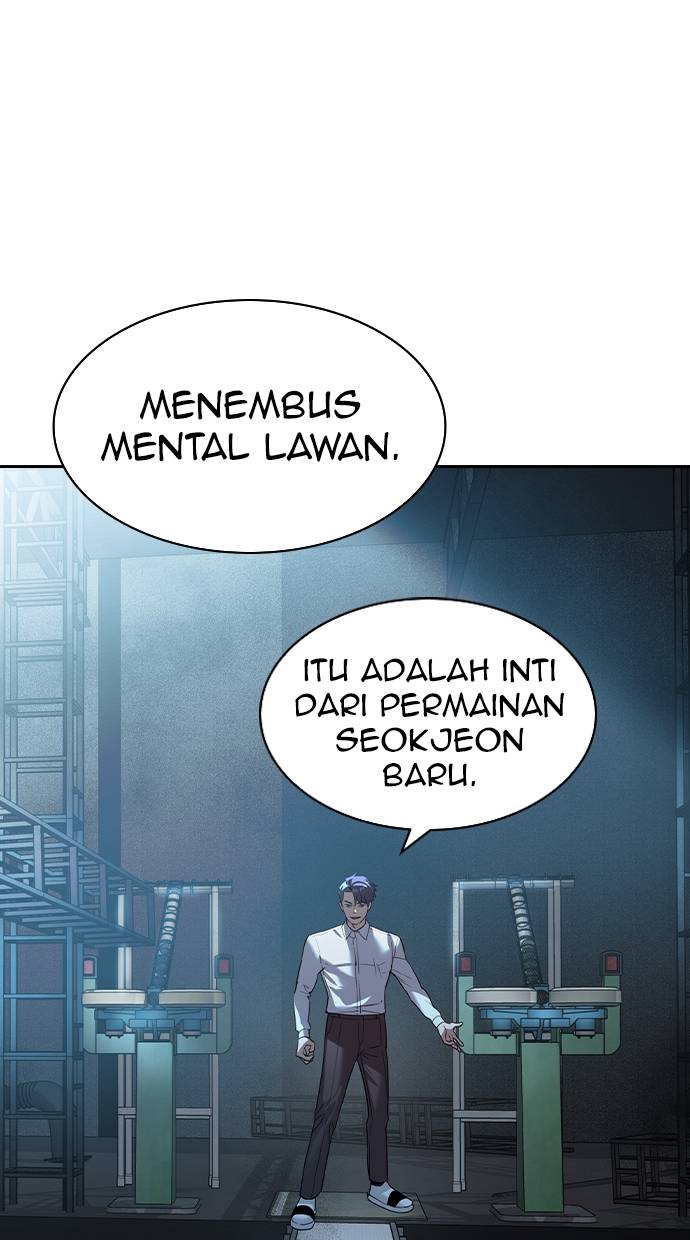 MENEMBUS
MENTAL LAWAN.
ITU ADALAH INTI
DARI PERMAINAN
SEOKJEON
BARU.